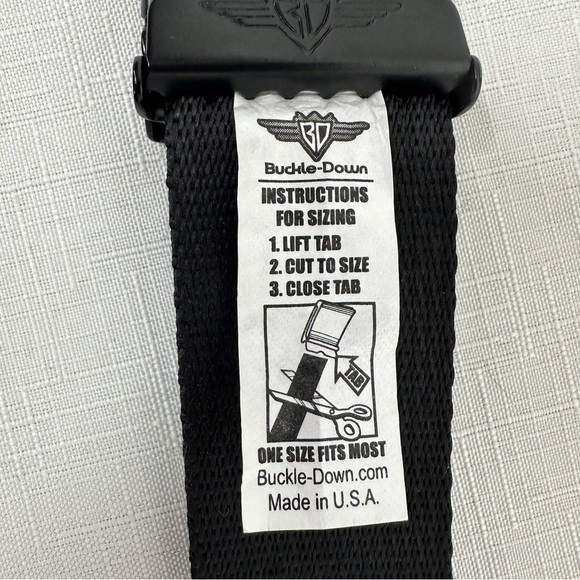 BD
BD
Buckle-Down
INSTRUCTIONS
FOR SIZING
1. LIFT TAB
2. CUT TO SIZE
3. CLOSE TAB
TAB
ONE SIZE FITS MOST
Buckle-Down.com
Made in U.S.A.